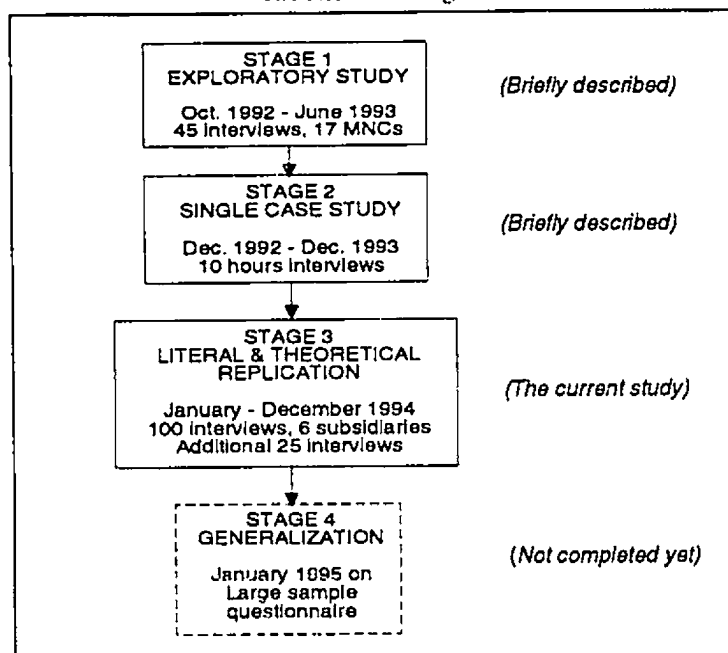 STAGE 1
EXPLORATORY STUDY
Oct. 1992 - June 1993
45 interviews, 17 MNCs
(Briefly described)
STAGE 2
SINGLE CASE STUDY
Dec. 1992 - Dec. 1993
10 hours interviews
(Briefly described)
STAGE 3
LITERAL & THEORETICAL
REPLICATION
January - December 1994
100 interviews, 6 subsidiaries
Additional 25 interviews
(The current study)
STAGE 4
GENERALIZATION
January 1995 on
Large sample
questionnaire
(Not completed yet)